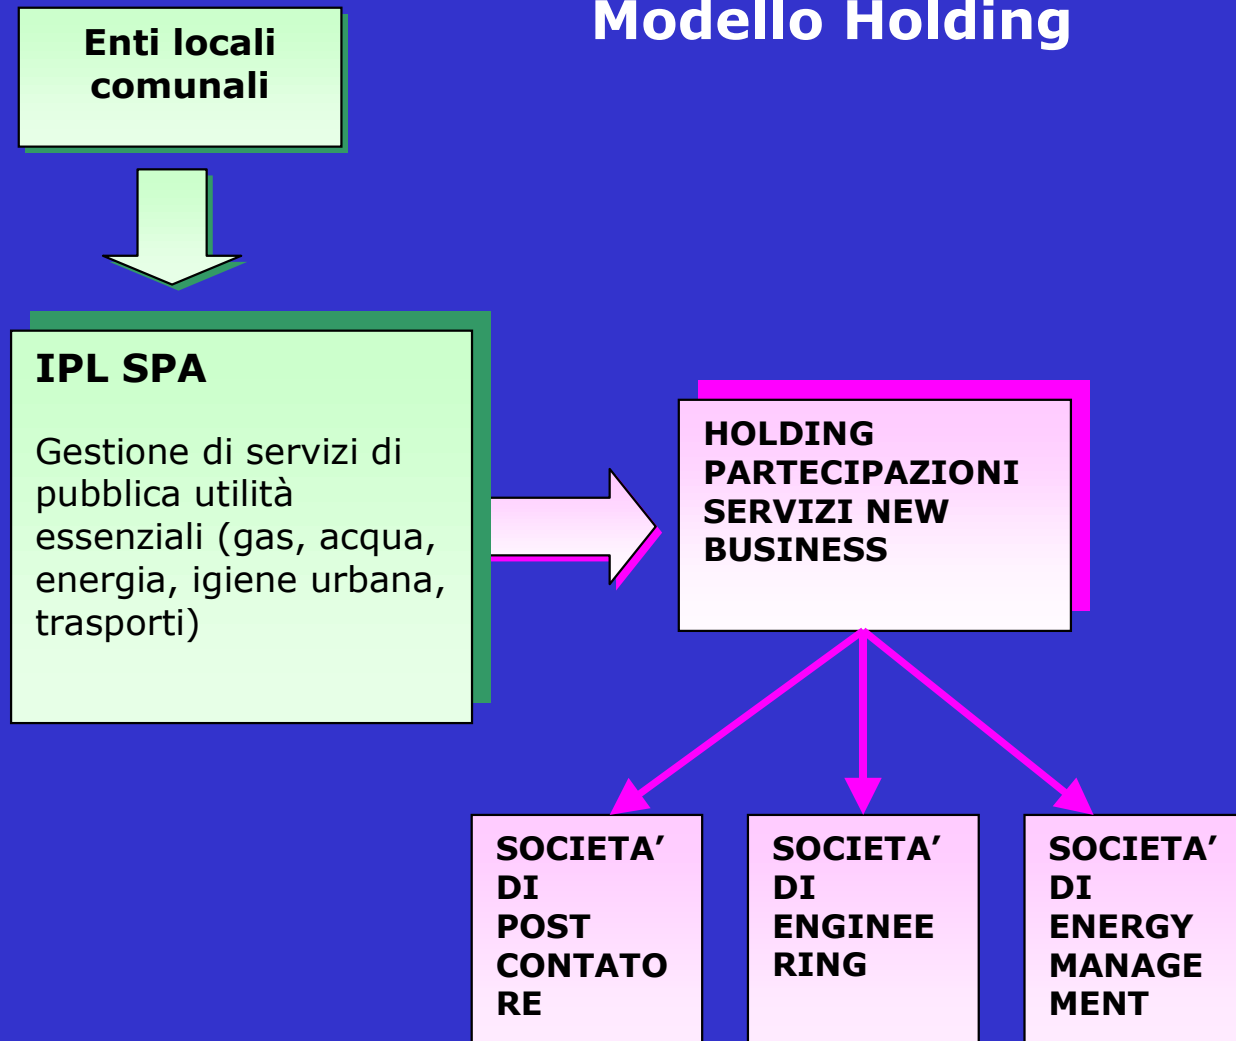 Modello Holding
Enti locali
comunali
IPL SPA
Gestione di servizi di
pubblica utilità
essenziali (gas, acqua,
energia, igiene urbana,
trasporti)
HOLDING
PARTECIPAZIONI
SERVIZI NEW
BUSINESS
SOCIETA’
DI
POST
CONTATO
RE
SOCIETA’
DI
ENGINEE
RING
SOCIETA’
DI
ENERGY
MANAGE
MENT